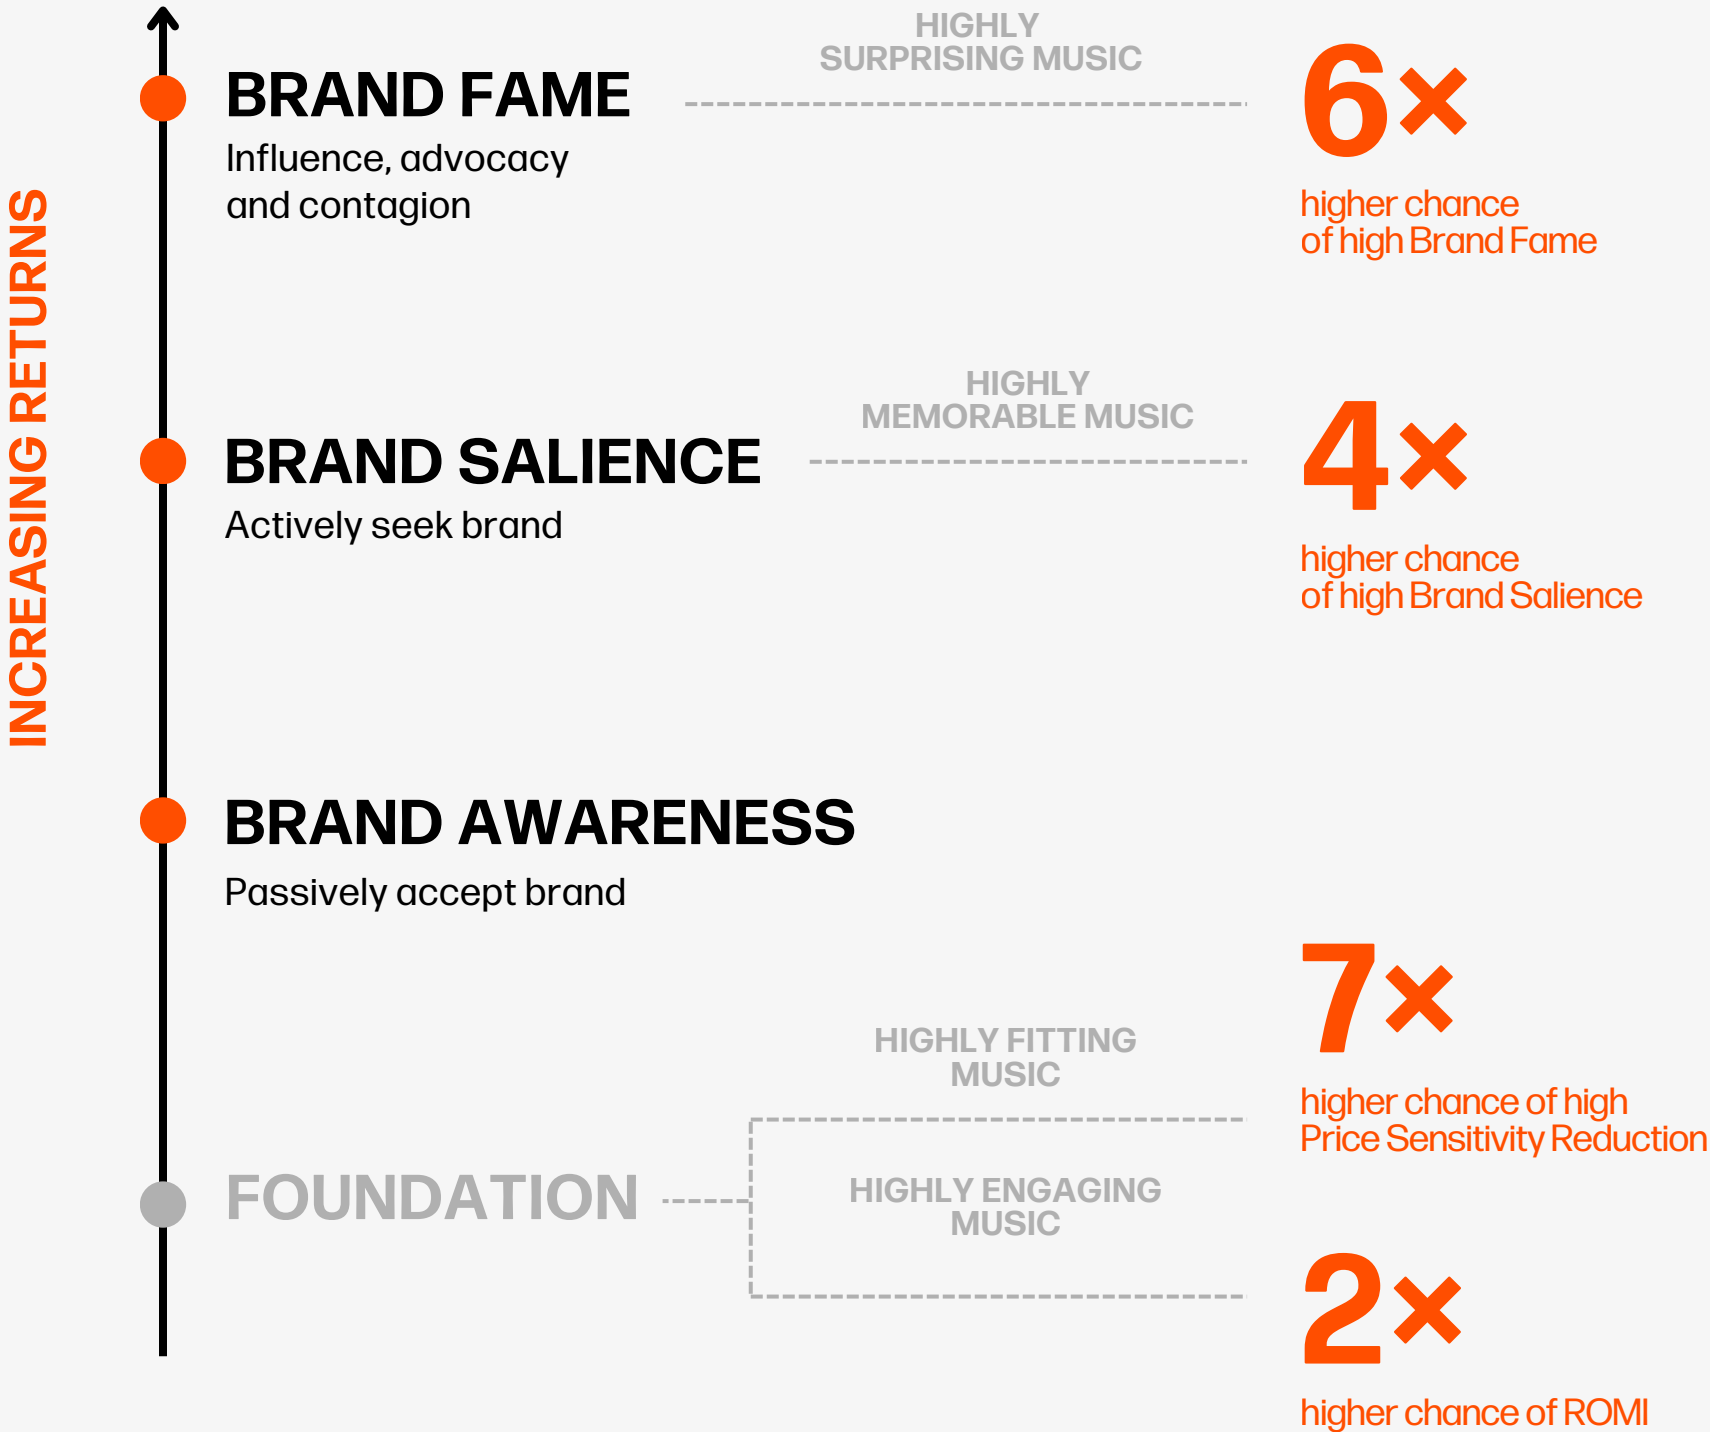 INCREASING RETURNS
BRAND FAME
Influence, advocacy
and contagion
HIGHLY
SURPRISING MUSIC
6×
higher chance
of high Brand Fame
BRAND SALIENCE
Actively seek brand
HIGHLY
MEMORABLE MUSIC
4×
higher chance
of high Brand Salience
BRAND AWARENESS
Passively accept brand
FOUNDATION
HIGHLY FITTING
MUSIC
7×
higher chance of high
Price Sensitivity Reduction
HIGHLY ENGAGING
MUSIC
2×
higher chance of ROMI